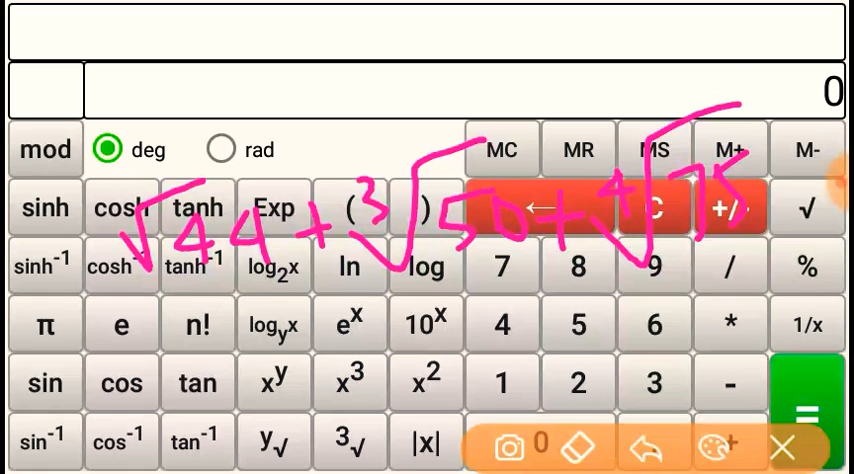 0
mod deg rad MC MR MS M+ M-
sinh cosh tanh Exp ( ) ← C +/- √
√44 + ³√50 + ⁴√75
sinh⁻¹ cosh⁻¹ tanh⁻¹ log₂x ln log 7 8 9 / %
π e n! logᵧx eˣ 10ˣ 4 5 6 * 1/x
sin cos tan xʸ x³ x² 1 2 3 - =
sin⁻¹ cos⁻¹ tan⁻¹ ʸ√ ³√ |x| 0 +